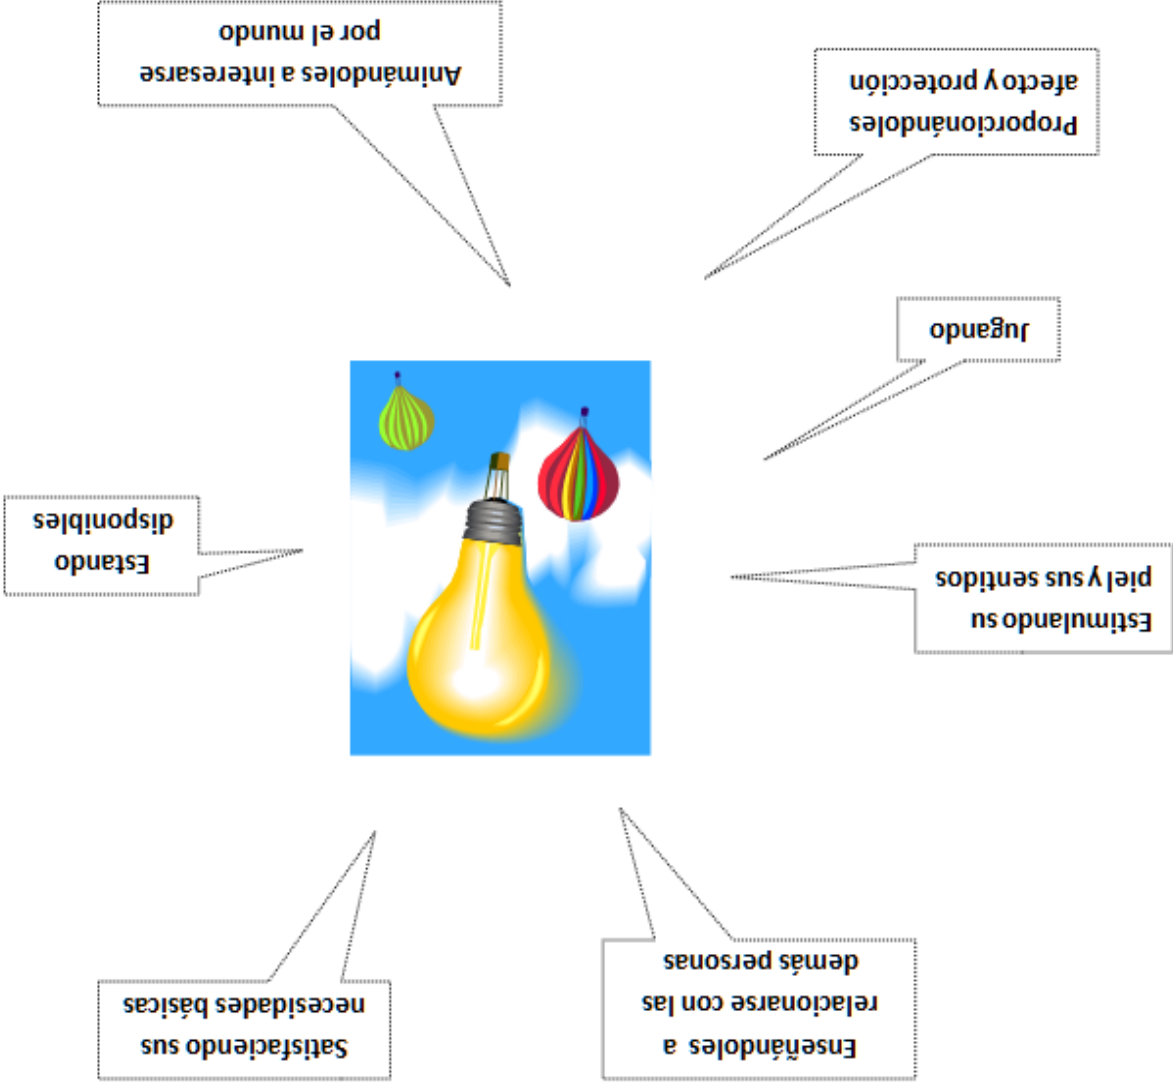 Enseñándoles a
relacionarse con las
demás personas
Satisfaciendo sus
necesidades básicas
Estimulando su
piel y sus sentidos
Estando
disponibles
Jugando
Proporcionándoles
afecto y protección
Animándoles a interesarse
por el mundo